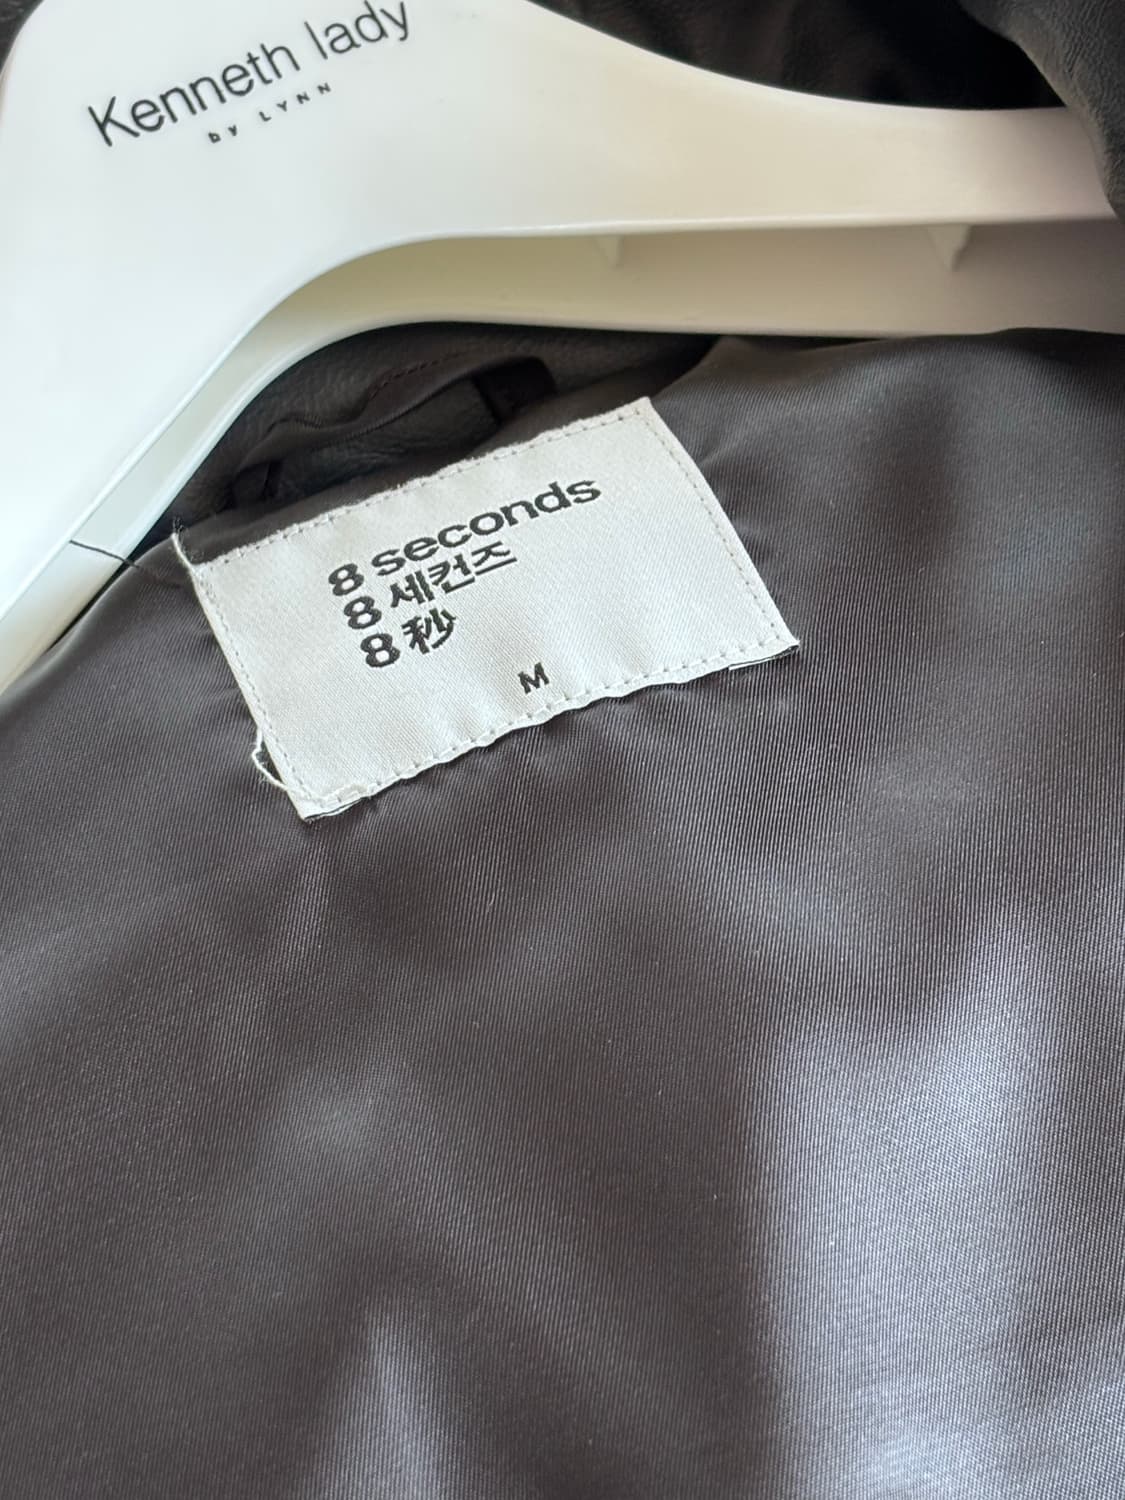 Kenneth lady
by LYNN
8 seconds
8 세컨즈
8 秒
M